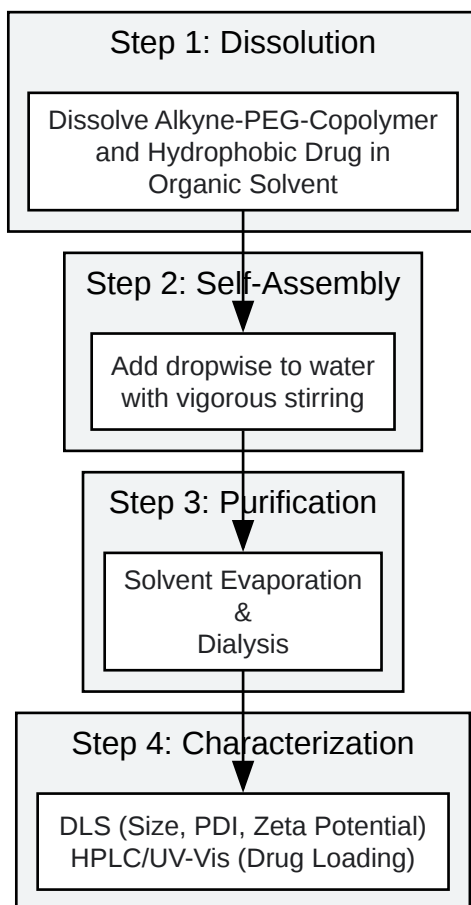 Step 1: Dissolution
Dissolve Alkyne-PEG-Copolymer
and Hydrophobic Drug in
Organic Solvent
Step 2: Self-Assembly
Add dropwise to water
with vigorous stirring
Step 3: Purification
Solvent Evaporation
&
Dialysis
Step 4: Characterization
DLS (Size, PDI, Zeta Potential)
HPLC/UV-Vis (Drug Loading)